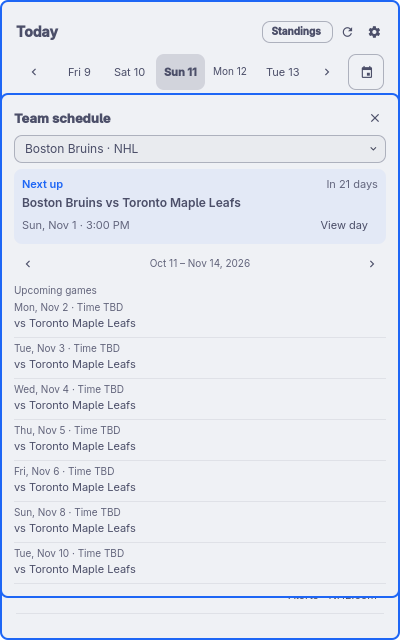 Today
Standings
Fri 9
Sat 10
Sun 11
Mon 12
Tue 13
Team schedule
Boston Bruins · NHL
Next up
In 21 days
Boston Bruins vs Toronto Maple Leafs
Sun, Nov 1 · 3:00 PM
View day
Oct 11 – Nov 14, 2026
Upcoming games
Mon, Nov 2 · Time TBD
vs Toronto Maple Leafs
Tue, Nov 3 · Time TBD
vs Toronto Maple Leafs
Wed, Nov 4 · Time TBD
vs Toronto Maple Leafs
Thu, Nov 5 · Time TBD
vs Toronto Maple Leafs
Fri, Nov 6 · Time TBD
vs Toronto Maple Leafs
Sun, Nov 8 · Time TBD
vs Toronto Maple Leafs
Tue, Nov 10 · Time TBD
vs Toronto Maple Leafs